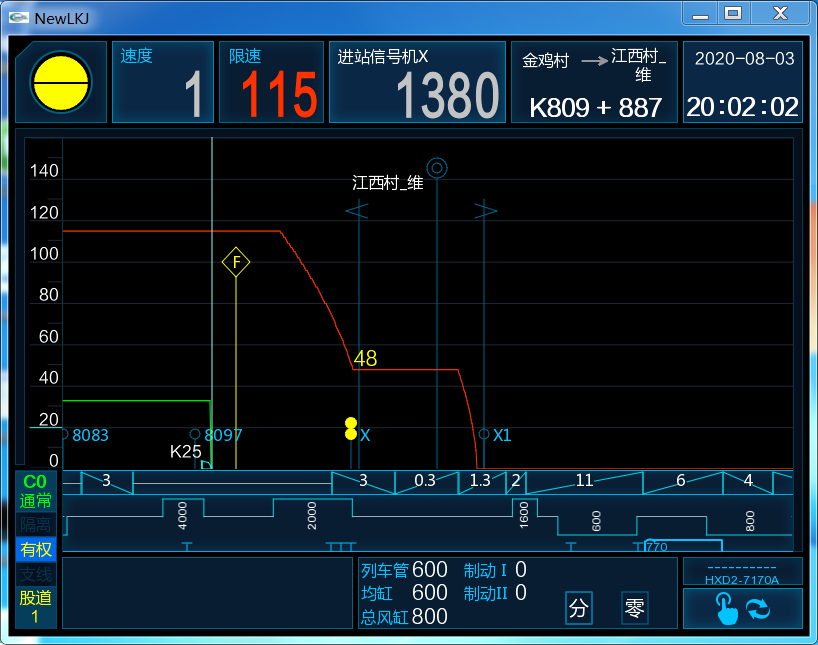 NewLKJ
速度
1
限速
115
进站信号机X
1380
金鸡村 → 江西村_维
K809 + 887
2020-08-03
20:02:02
140
120
100
80
60
40
20
0
江西村_维
F
48
8083
8097
K25
X
X1
3
3
0.3
1.3
2
11
6
4
4000
2000
1600
600
800
770
C0
通常
隔离
有权
支线
股道
1
列车管 600 制动 I 0
均缸 600 制动II 0
总风缸 800
分
零
----------
HXD2-7170A